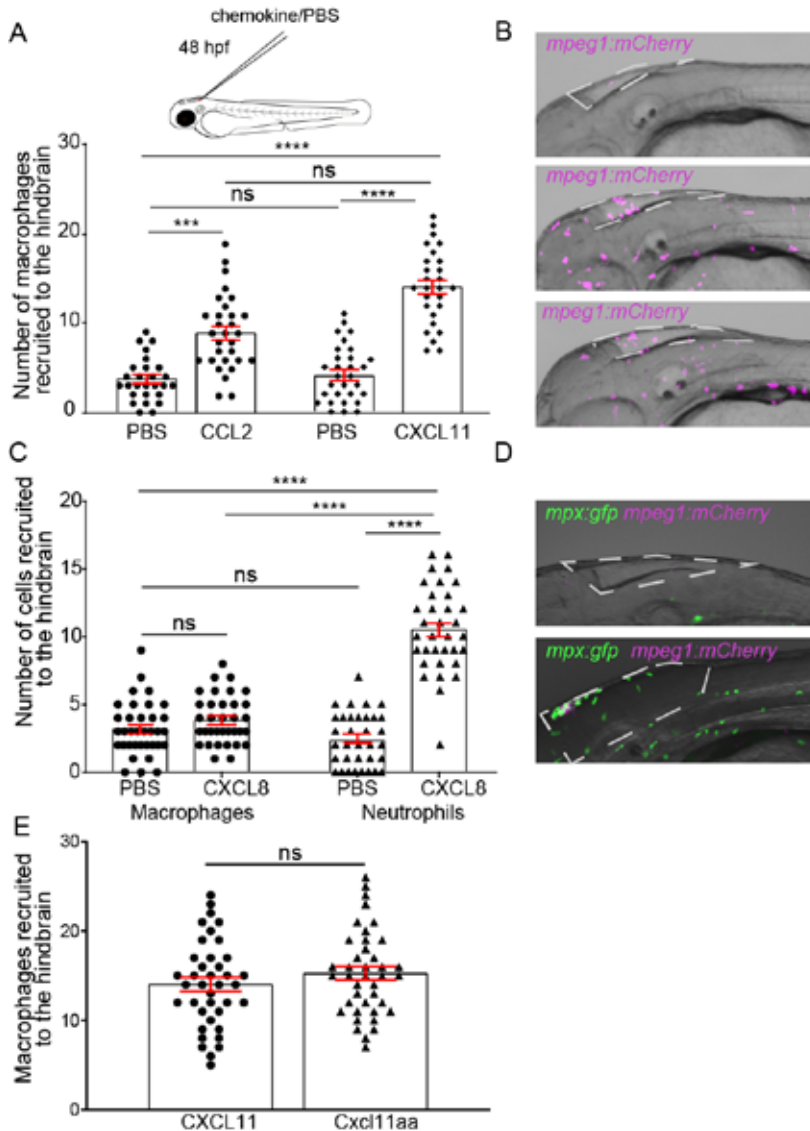 A
chemokine/PBS
48 hpf
Number of macrophages
recruited to the hindbrain
30
20
10
0
****
ns
ns
****
***
PBS
CCL2
PBS
CXCL11
B
mpeg1:mCherry
mpeg1:mCherry
mpeg1:mCherry
C
Number of cells recruited
to the hindbrain
20
15
10
5
0
****
****
****
ns
ns
PBS
CXCL8
PBS
CXCL8
Macrophages
Neutrophils
D
mpx:gfp mpeg1:mCherry
mpx:gfp mpeg1:mCherry
E
Macrophages recruited
to the hindbrain
30
20
10
0
ns
CXCL11
Cxcl11aa